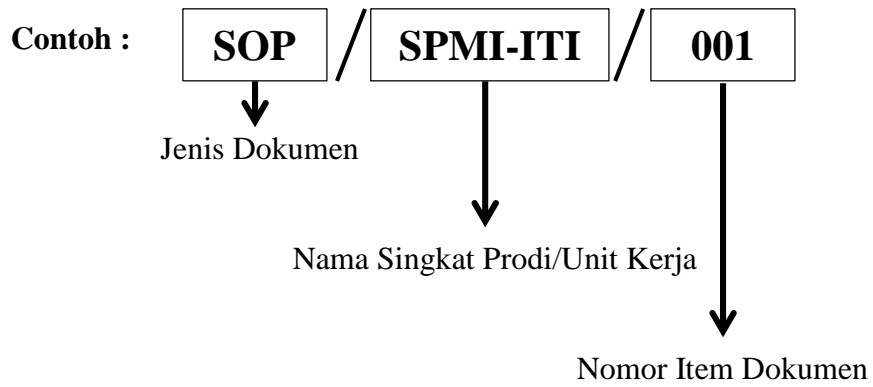 Contoh : SOP / SPMI-ITI / 001
Jenis Dokumen
Nama Singkat Prodi/Unit Kerja
Nomor Item Dokumen